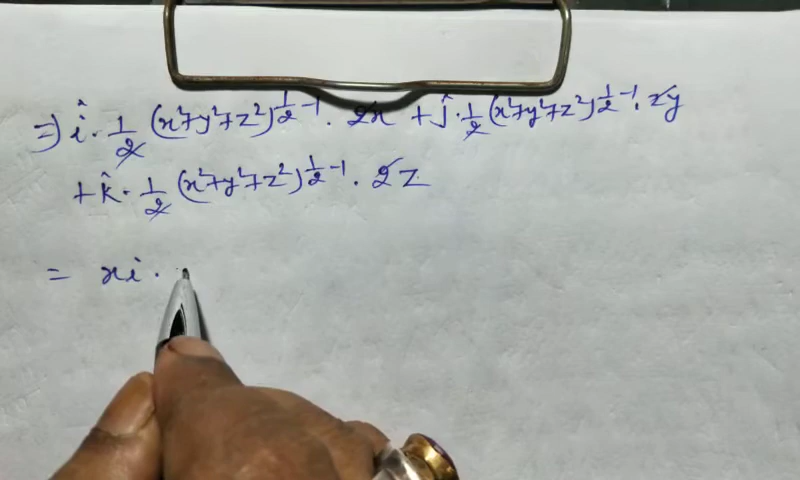 ⇒ î · 1/2 (x²+y²+z²)^{1/2 -1} · 2x + ĵ · 1/2 (x²+y²+z²)^{1/2 -1} · 2y
+ k̂ · 1/2 (x²+y²+z²)^{1/2 -1} · 2z
= xi ·